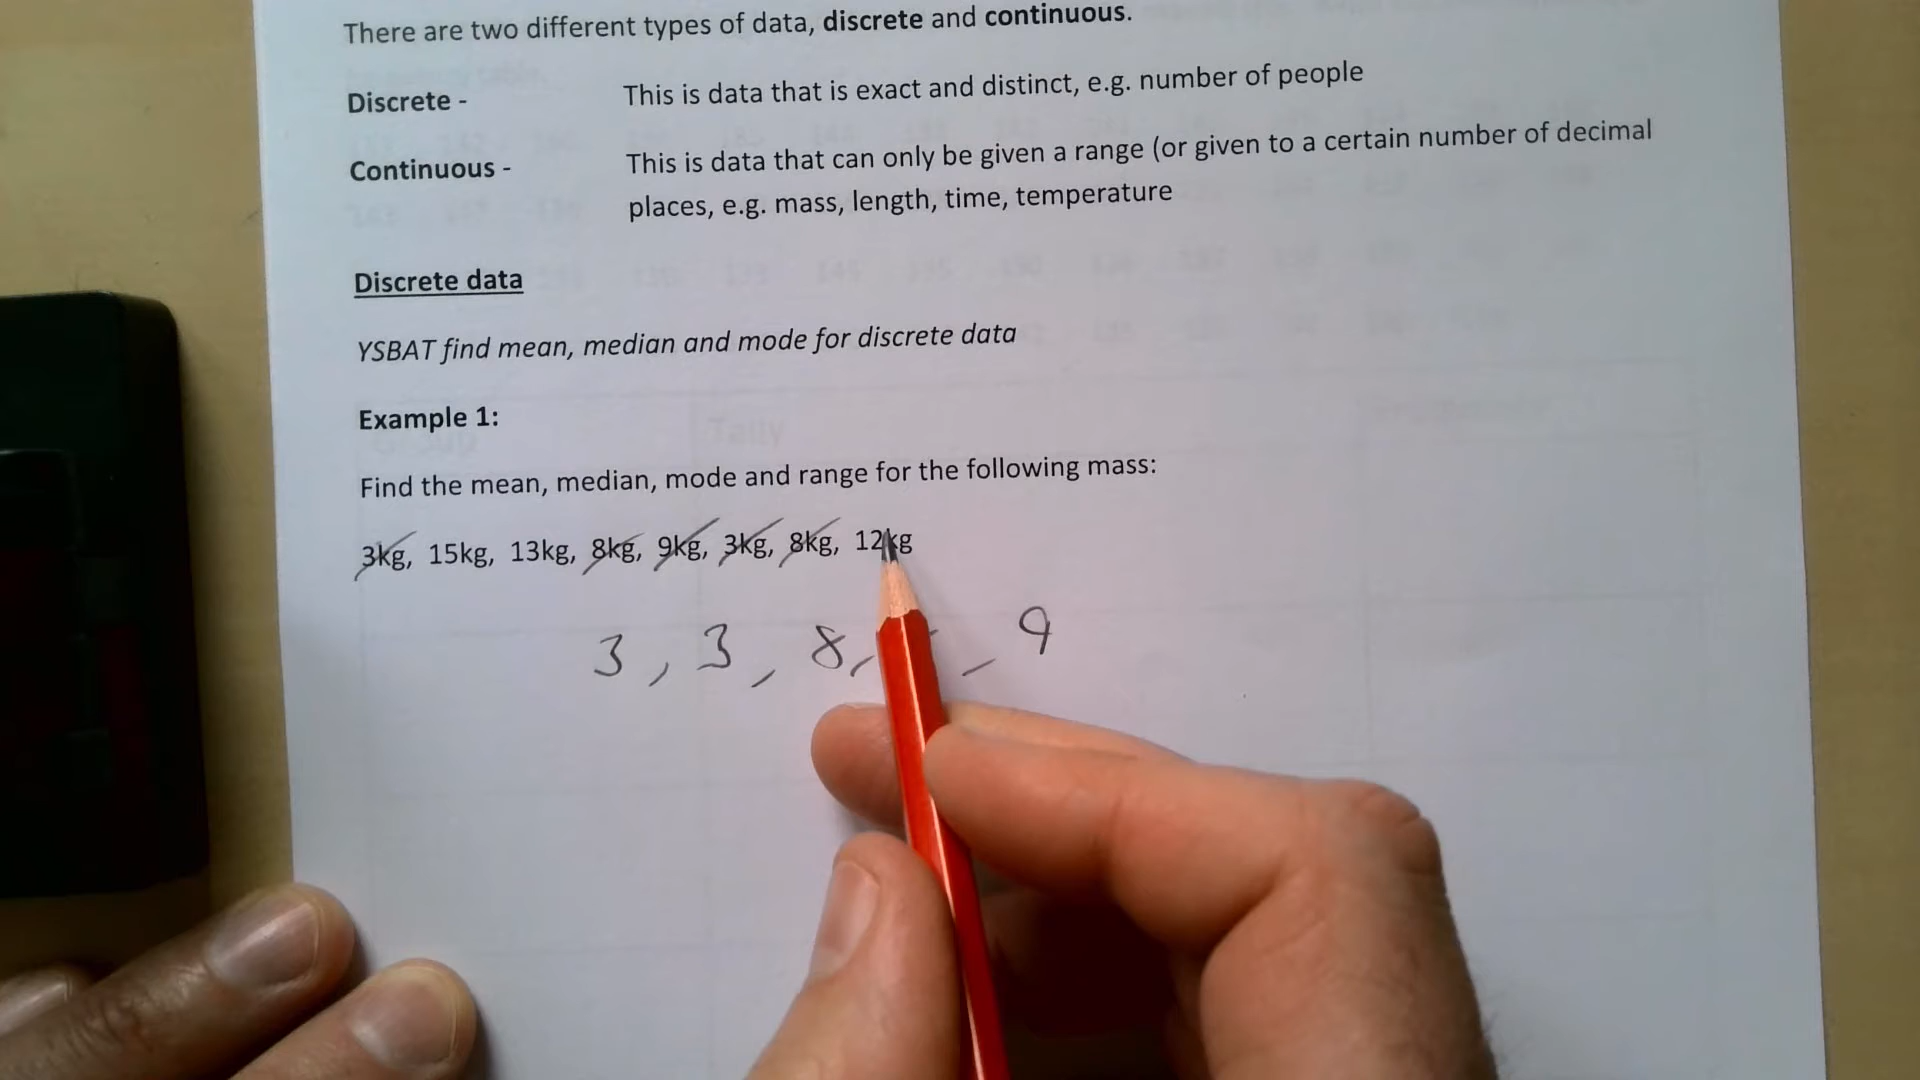 There are two different types of data, discrete and continuous.
Discrete - This is data that is exact and distinct, e.g. number of people
Continuous - This is data that can only be given a range (or given to a certain number of decimal
places, e.g. mass, length, time, temperature
Discrete data
YSBAT find mean, median and mode for discrete data
Example 1:
Find the mean, median, mode and range for the following mass:
3kg, 15kg, 13kg, 8kg, 9kg, 3kg, 8kg, 12kg
3, 3, 8, , 9